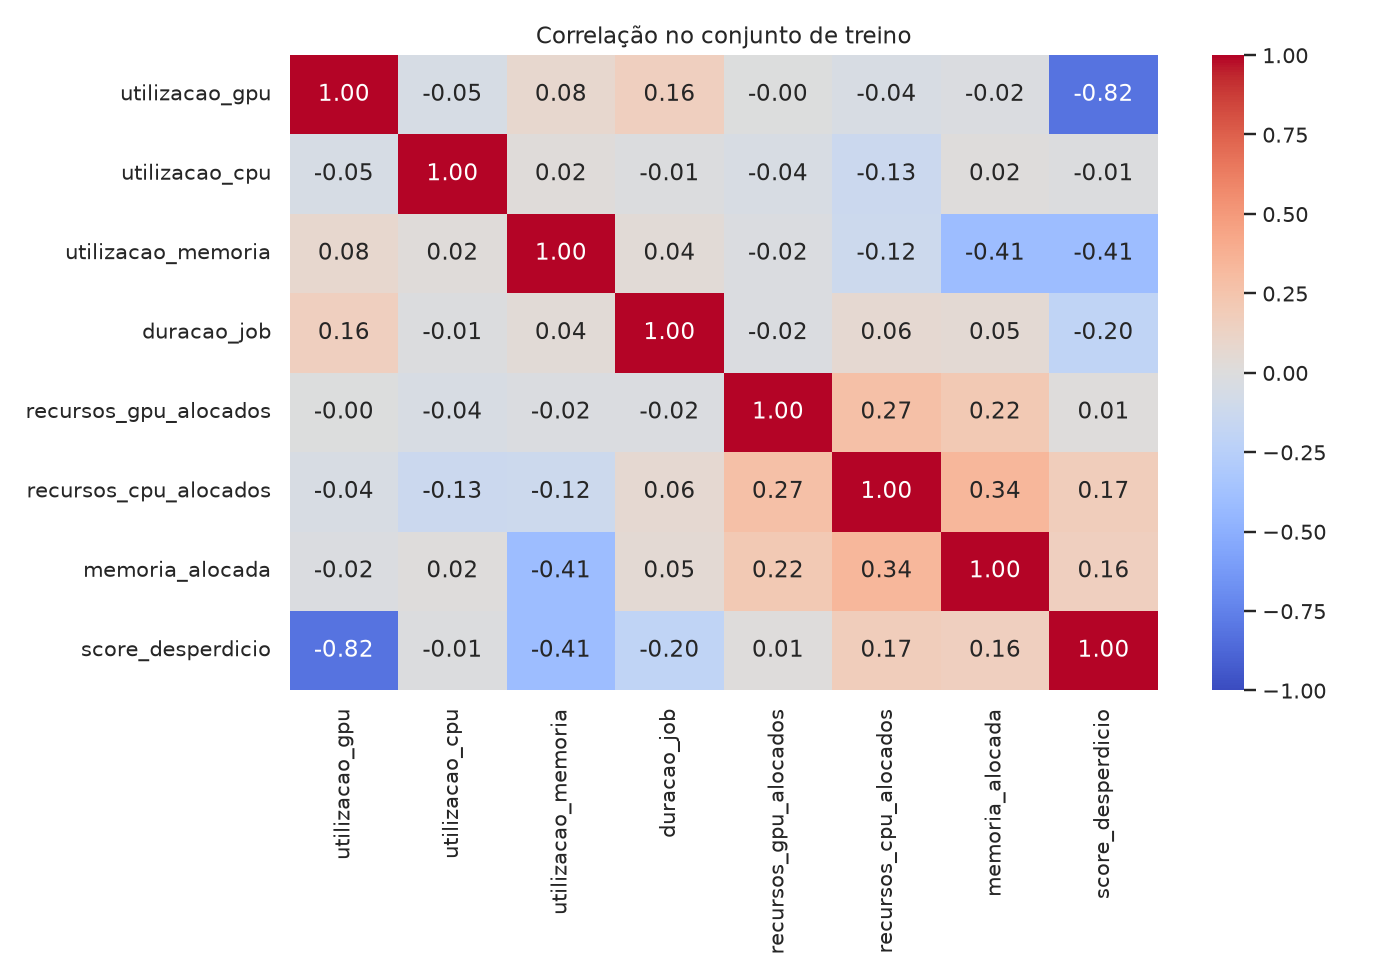 Correlação no conjunto de treino
utilizacao_gpu 1.00 -0.05 0.08 0.16 -0.00 -0.04 -0.02 -0.82
utilizacao_cpu -0.05 1.00 0.02 -0.01 -0.04 -0.13 0.02 -0.01
utilizacao_memoria 0.08 0.02 1.00 0.04 -0.02 -0.12 -0.41 -0.41
duracao_job 0.16 -0.01 0.04 1.00 -0.02 0.06 0.05 -0.20
recursos_gpu_alocados -0.00 -0.04 -0.02 -0.02 1.00 0.27 0.22 0.01
recursos_cpu_alocados -0.04 -0.13 -0.12 0.06 0.27 1.00 0.34 0.17
memoria_alocada -0.02 0.02 -0.41 0.05 0.22 0.34 1.00 0.16
score_desperdicio -0.82 -0.01 -0.41 -0.20 0.01 0.17 0.16 1.00
utilizacao_gpu
utilizacao_cpu
utilizacao_memoria
duracao_job
recursos_gpu_alocados
recursos_cpu_alocados
memoria_alocada
score_desperdicio
1.00
0.75
0.50
0.25
0.00
−0.25
−0.50
−0.75
−1.00